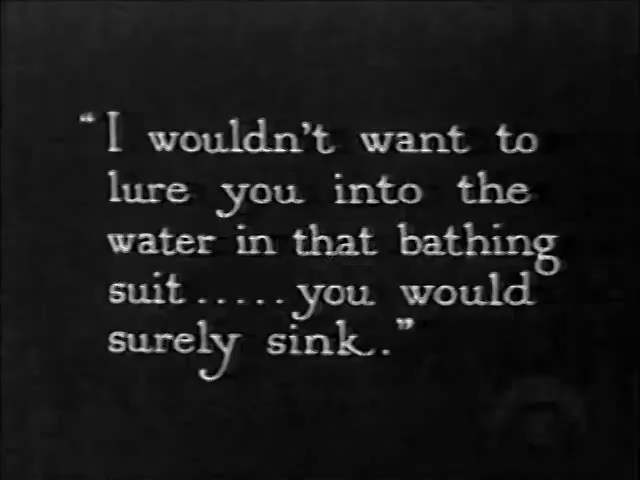 “I wouldn't want to
lure you into the
water in that bathing
suit.....you would
surely sink.”